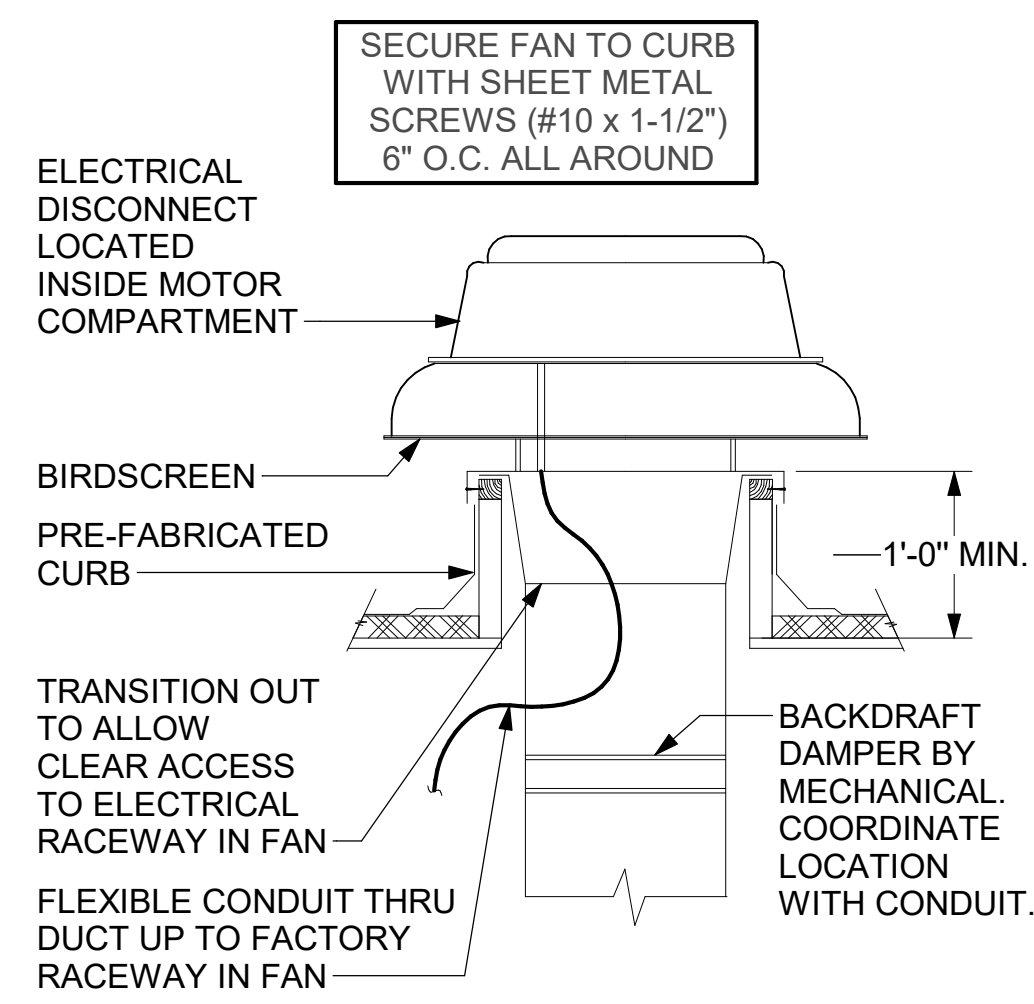 SECURE FAN TO CURB
WITH SHEET METAL
SCREWS (#10 x 1-1/2")
6" O.C. ALL AROUND
ELECTRICAL
DISCONNECT
LOCATED
INSIDE MOTOR
COMPARTMENT
BIRDSCREEN
PRE-FABRICATED
CURB
1'-0" MIN.
TRANSITION OUT
TO ALLOW
CLEAR ACCESS
TO ELECTRICAL
RACEWAY IN FAN
BACKDRAFT
DAMPER BY
MECHANICAL.
COORDINATE
LOCATION
WITH CONDUIT.
FLEXIBLE CONDUIT THRU
DUCT UP TO FACTORY
RACEWAY IN FAN